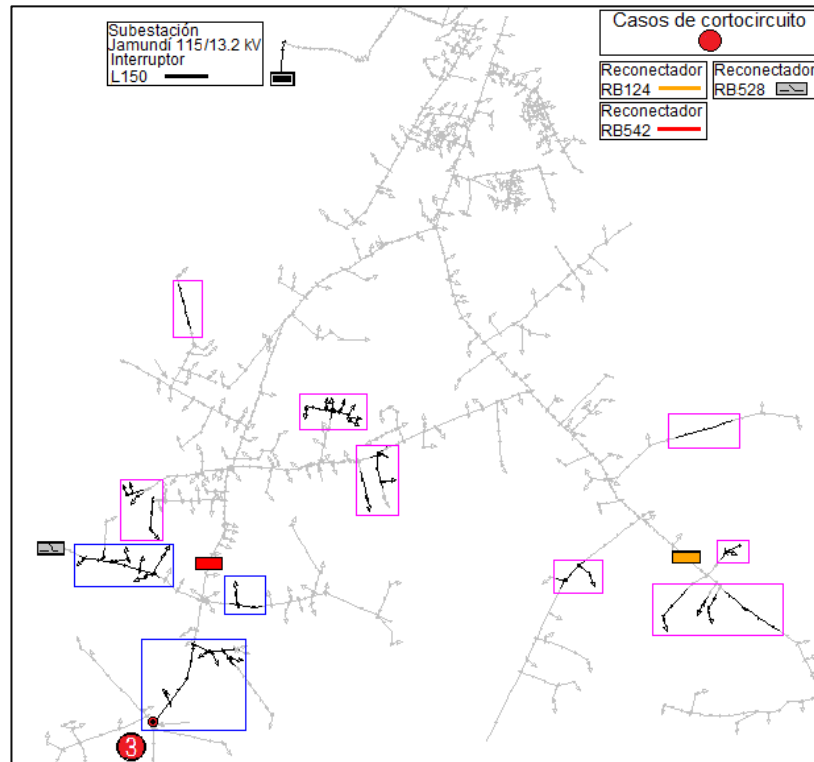 Subestación
Jamundí 115/13.2 kV
Interruptor
L150
Casos de cortocircuito
Reconectador
RB124
Reconectador
RB528
Reconectador
RB542
3